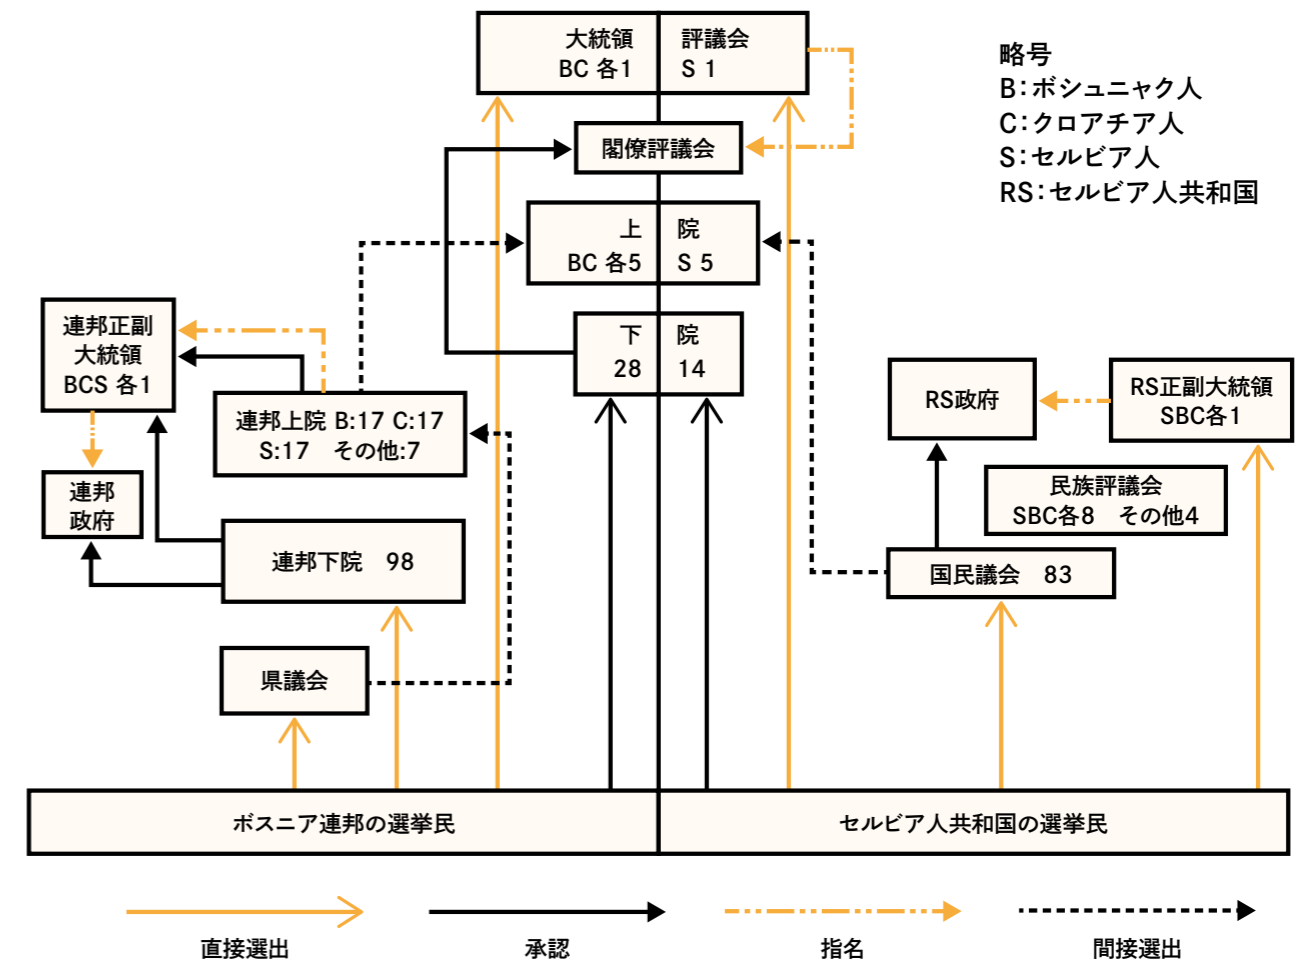 大統領 評議会
BC 各1 S 1
略号
B:ボシュニャク人
C:クロアチア人
S:セルビア人
RS:セルビア人共和国
閣僚評議会
上 院
BC 各5 S 5
下 院
28 14
連邦正副
大統領
BCS 各1
連邦上院 B:17 C:17
S:17 その他:7
連邦
政府
連邦下院 98
県議会
RS政府
RS正副大統領
SBC各1
民族評議会
SBC各8 その他4
国民議会 83
ボスニア連邦の選挙民
セルビア人共和国の選挙民
直接選出
承認
指名
間接選出